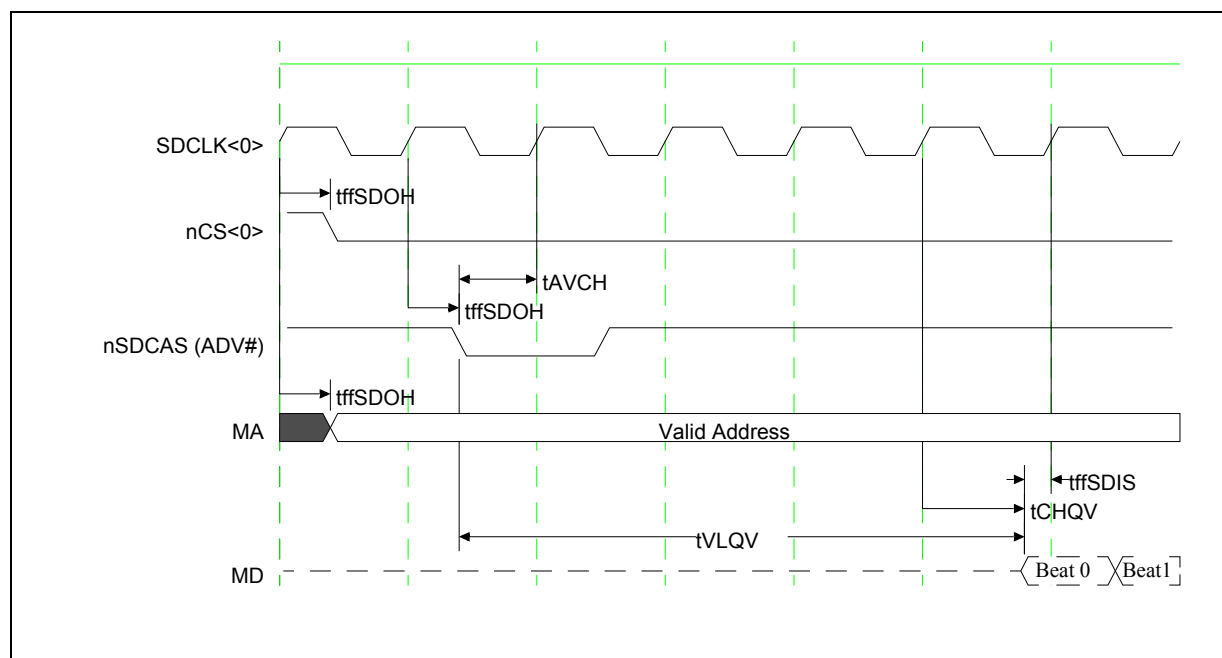 SDCLK<0>
tffSDOH
nCS<0>
tAVCH
tffSDOH
nSDCAS (ADV#)
tffSDOH
MA
Valid Address
tffSDIS
tCHQV
tVLQV
MD
Beat 0
Beat1